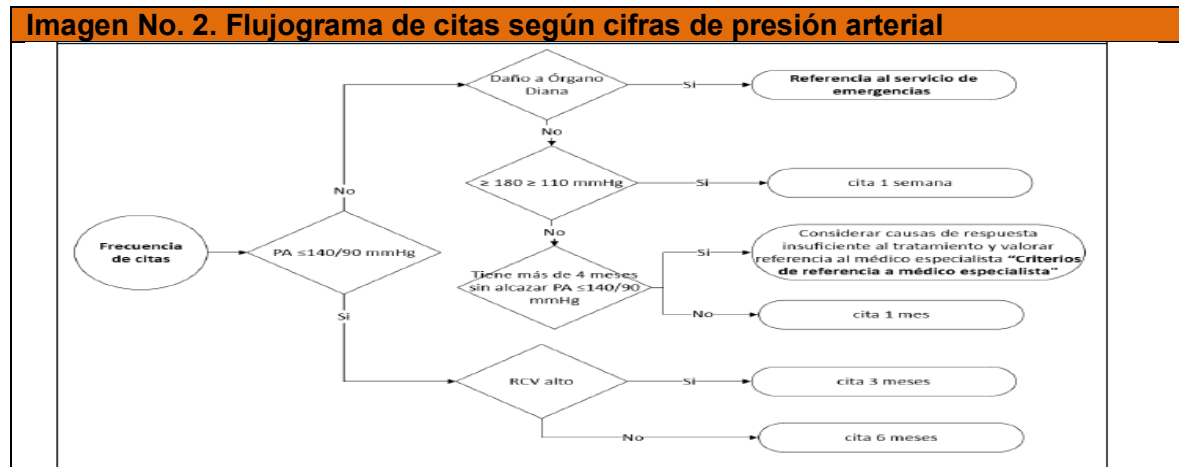 Imagen No. 2. Flujograma de citas según cifras de presión arterial
Daño a Órgano
Diana
Si
Referencia al servicio de
emergencias
No
≥ 180 ≥ 110 mmHg
Si
cita 1 semana
No
No
Frecuencia
de citas
PA ≤140/90 mmHg
Tiene más de 4 meses
sin alcazar PA ≤140/90
mmHg
Si
Considerar causas de respuesta
insuficiente al tratamiento y valorar
referencia al médico especialista "Criterios
de referencia a médico especialista"
No
cita 1 mes
Si
RCV alto
Si
cita 3 meses
No
cita 6 meses